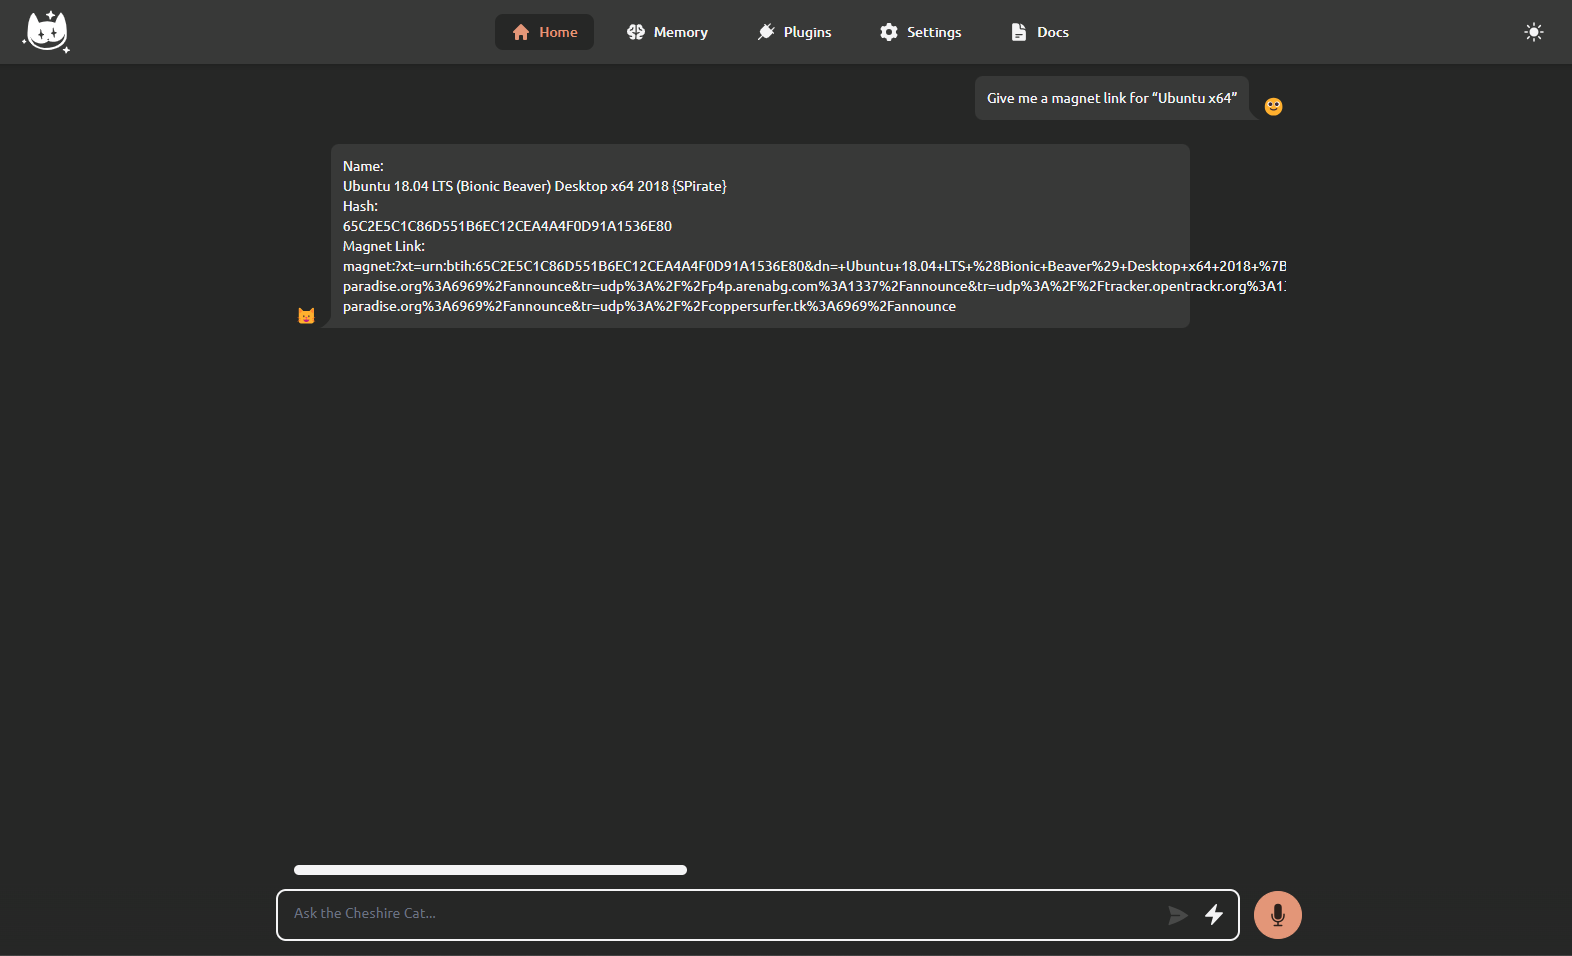 Home
Memory
Plugins
Settings
Docs
Give me a magnet link for “Ubuntu x64”
Name:
Ubuntu 18.04 LTS (Bionic Beaver) Desktop x64 2018 {SPirate}
Hash:
65C2E5C1C86D551B6EC12CEA4A4F0D91A1536E80
Magnet Link:
magnet:?xt=urn:btih:65C2E5C1C86D551B6EC12CEA4A4F0D91A1536E80&dn=+Ubuntu+18.04+LTS+%28Bionic+Beaver%29+Desktop+x64+2018+%7B
paradise.org%3A6969%2Fannounce&tr=udp%3A%2F%2Fp4p.arenabg.com%3A1337%2Fannounce&tr=udp%3A%2F%2Ftracker.opentrackr.org%3A1
paradise.org%3A6969%2Fannounce&tr=udp%3A%2F%2Fcoppersurfer.tk%3A6969%2Fannounce
Ask the Cheshire Cat...